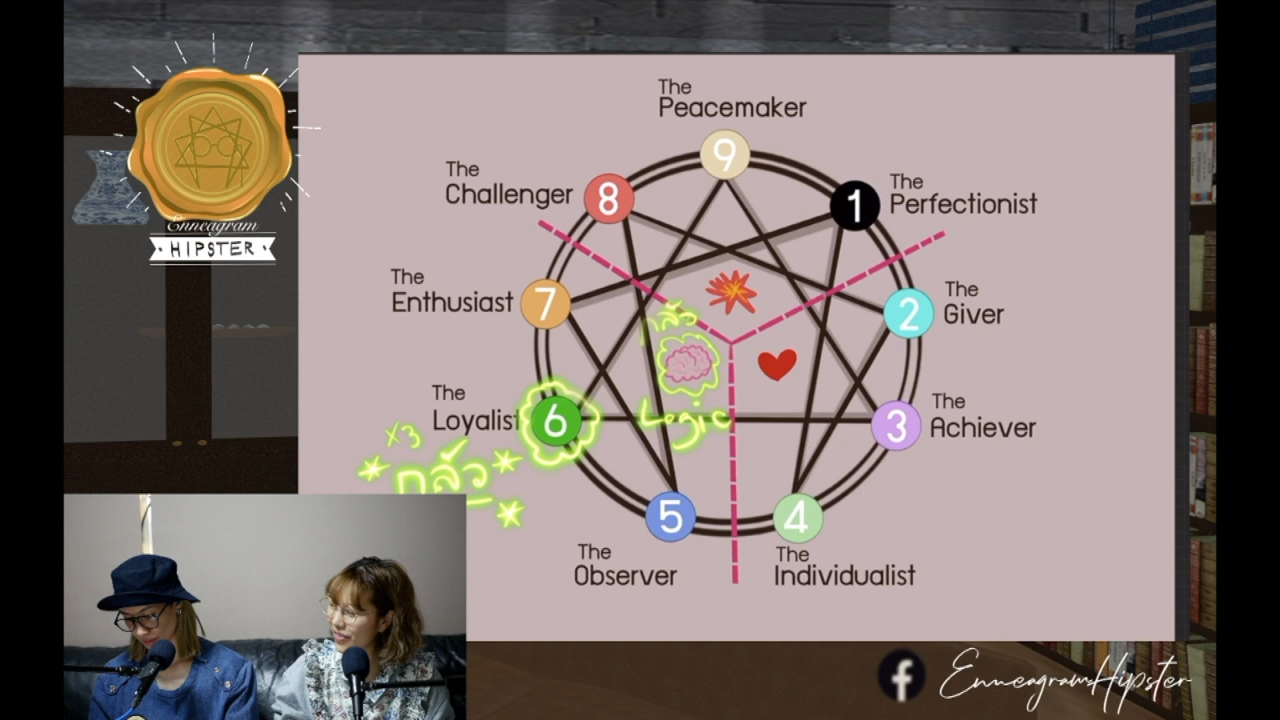 Enneagram
HIPSTER
The
Peacemaker
9
The
Challenger
8
1
The
Perfectionist
The
Enthusiast
7
2
The
Giver
กลัว
Logic
The
Loyalist
6
3
The
Achiever
x3
กลัว
5
4
The
Observer
The
Individualist
f
EnneagramHipster